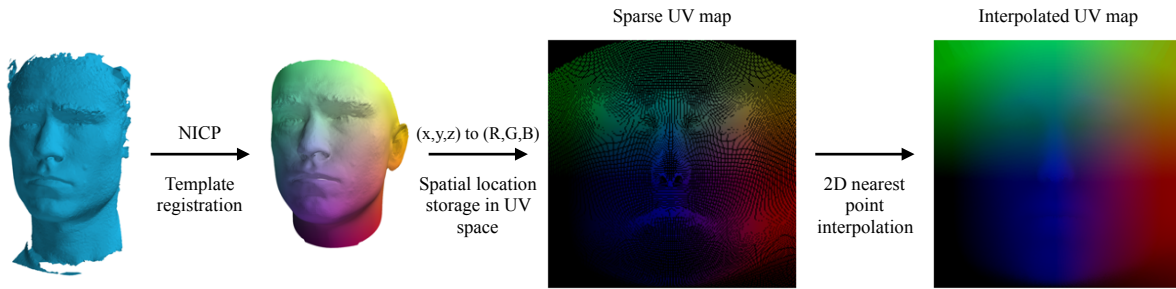 Sparse UV map
Interpolated UV map
NICP
Template
registration
(x,y,z) to (R,G,B)
Spatial location
storage in UV
space
2D nearest
point
interpolation